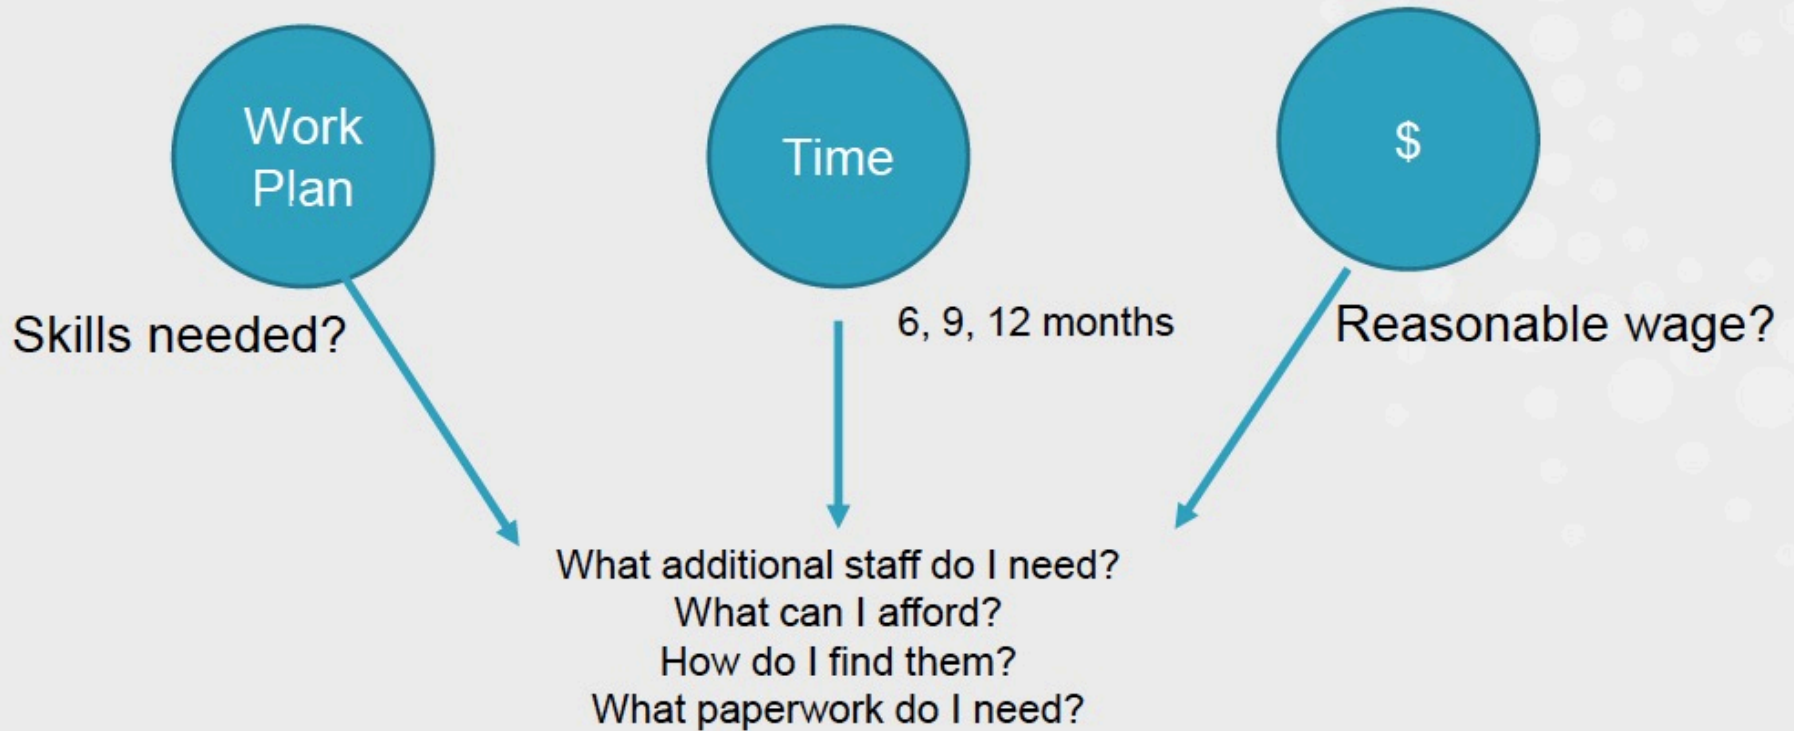 Work
Plan
Time
$
Skills needed?
6, 9, 12 months
Reasonable wage?
What additional staff do I need?
What can I afford?
How do I find them?
What paperwork do I need?